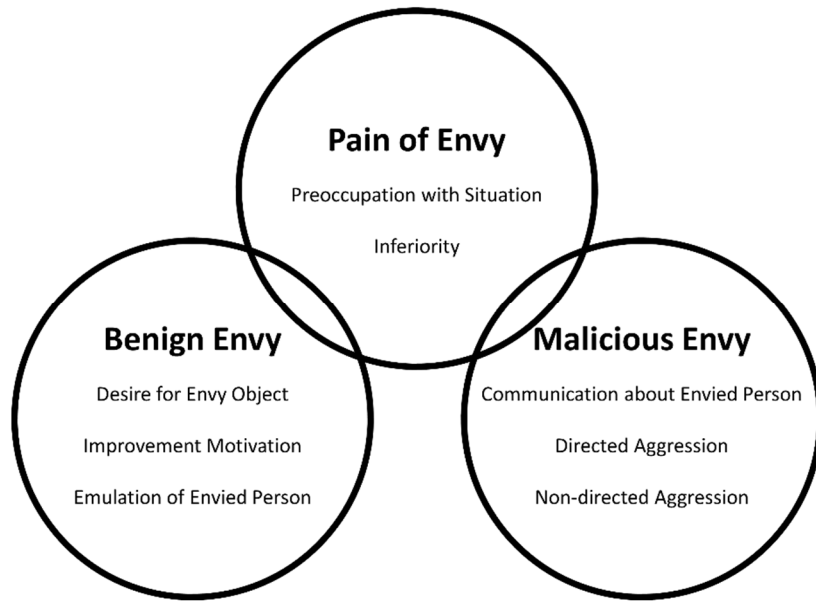 Pain of Envy
Preoccupation with Situation
Inferiority
Benign Envy
Desire for Envy Object
Improvement Motivation
Emulation of Envied Person
Malicious Envy
Communication about Envied Person
Directed Aggression
Non-directed Aggression